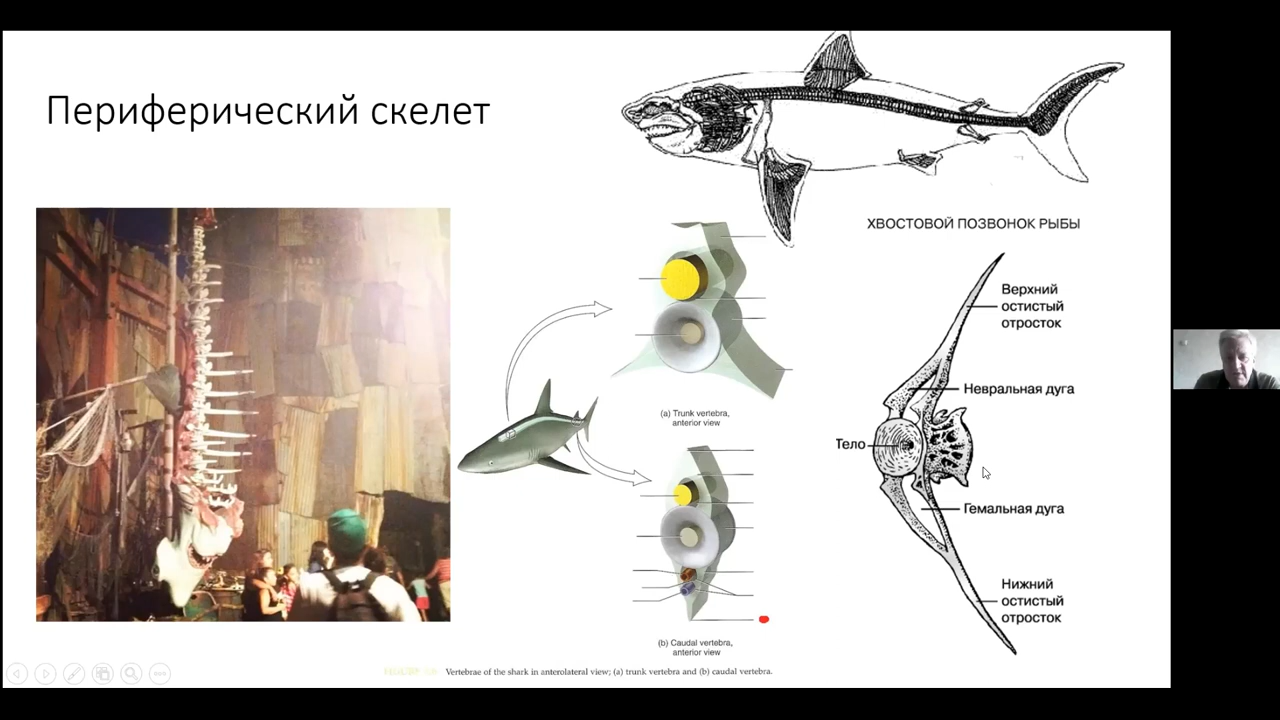 Периферический скелет
ХВОСТОВОЙ ПОЗВОНОК РЫБЫ
Верхний
остистый
отросток
Невральная дуга
Тело
Гемальная дуга
Нижний
остистый
отросток
(a) Trunk vertebra,
anterior view
(b) Caudal vertebra,
anterior view
Vertebrae of the shark in anterolateral view; (a) trunk vertebra and (b) caudal vertebra.